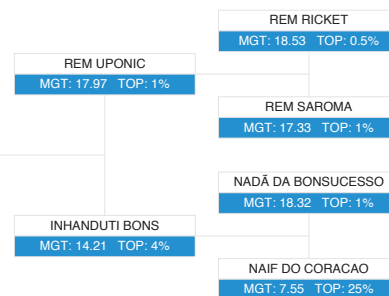 REM RICKET
MGT: 18.53 TOP: 0.5%
REM UPONIC
MGT: 17.97 TOP: 1%
REM SAROMA
MGT: 17.33 TOP: 1%
NADÃ DA BONSUCESSO
MGT: 18.32 TOP: 1%
INHANDUTI BONS
MGT: 14.21 TOP: 4%
NAIF DO CORACAO
MGT: 7.55 TOP: 25%